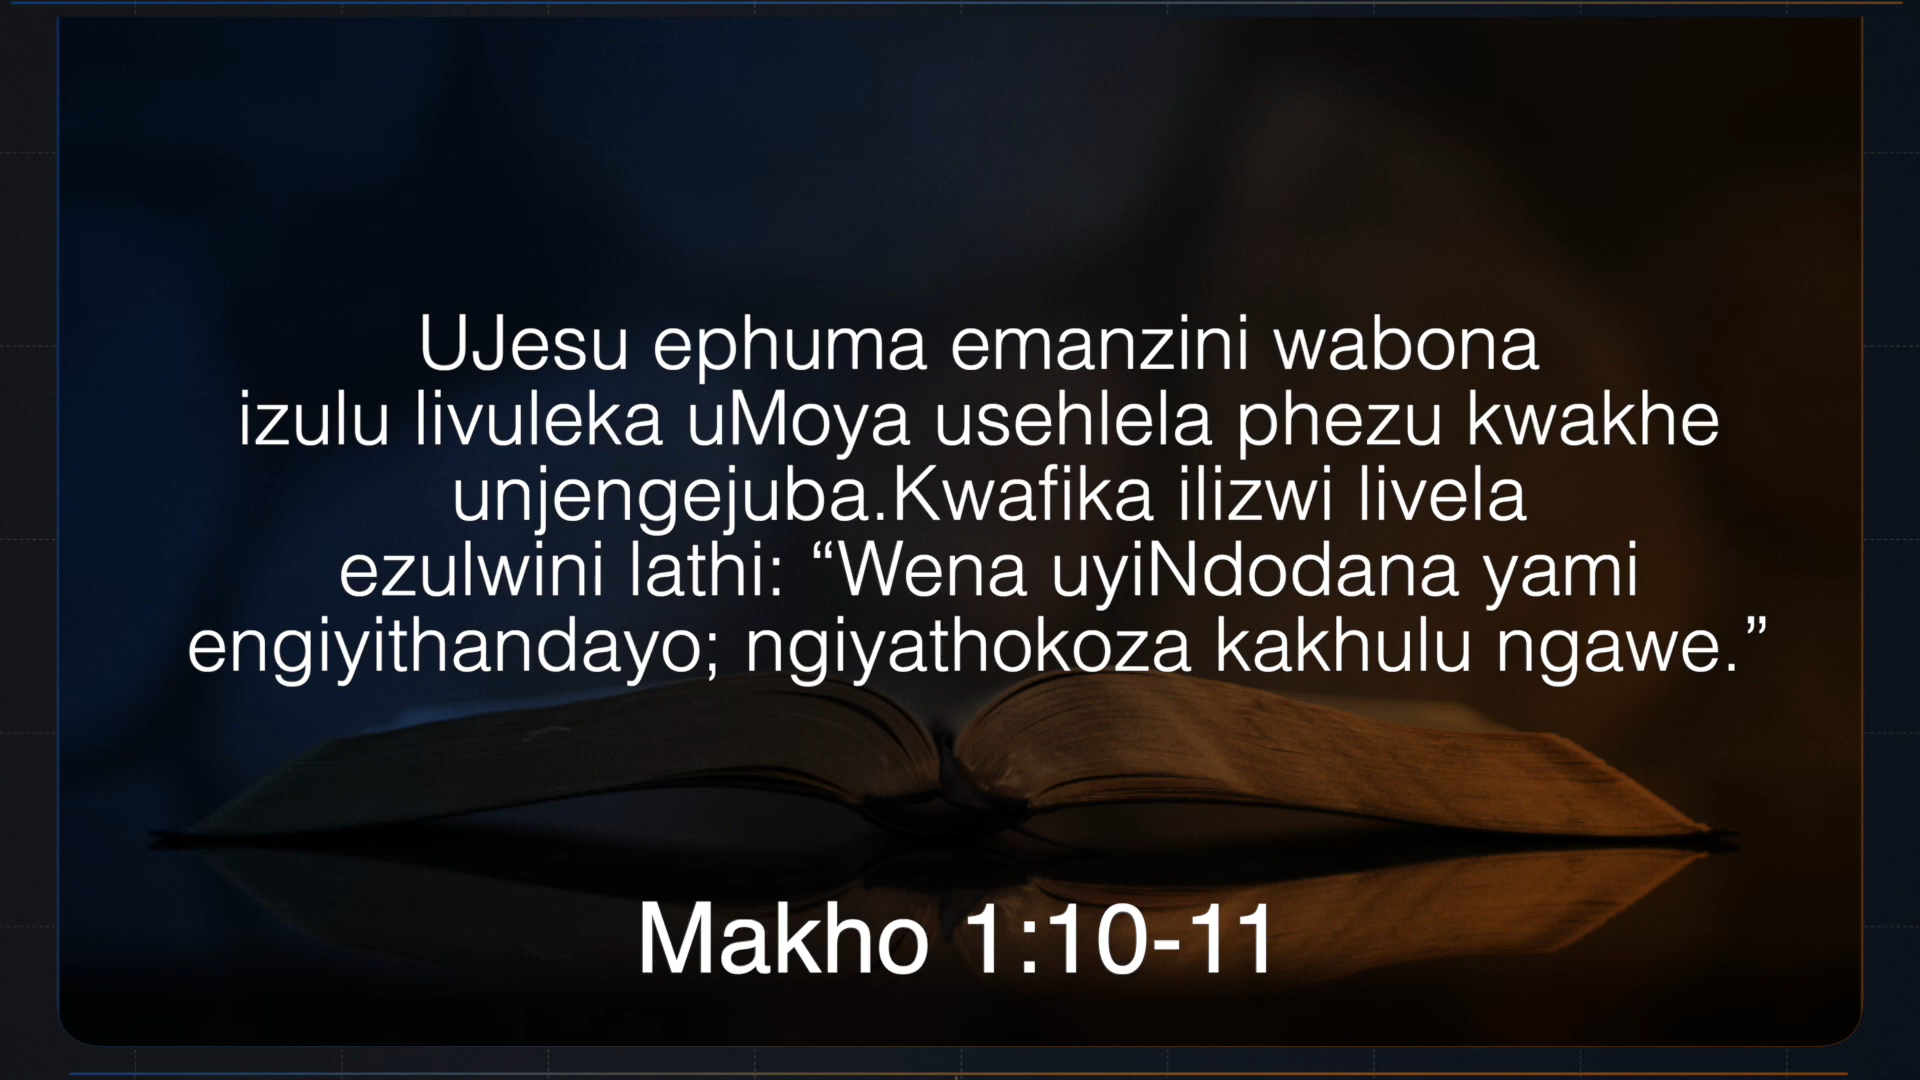 UJesu ephuma emanzini wabona
izulu livuleka uMoya usehlela phezu kwakhe
unjengejuba.Kwafika ilizwi livela
ezulwini lathi: “Wena uyiNdodana yami
engiyithandayo; ngiyathokoza kakhulu ngawe.”
Makho 1:10-11